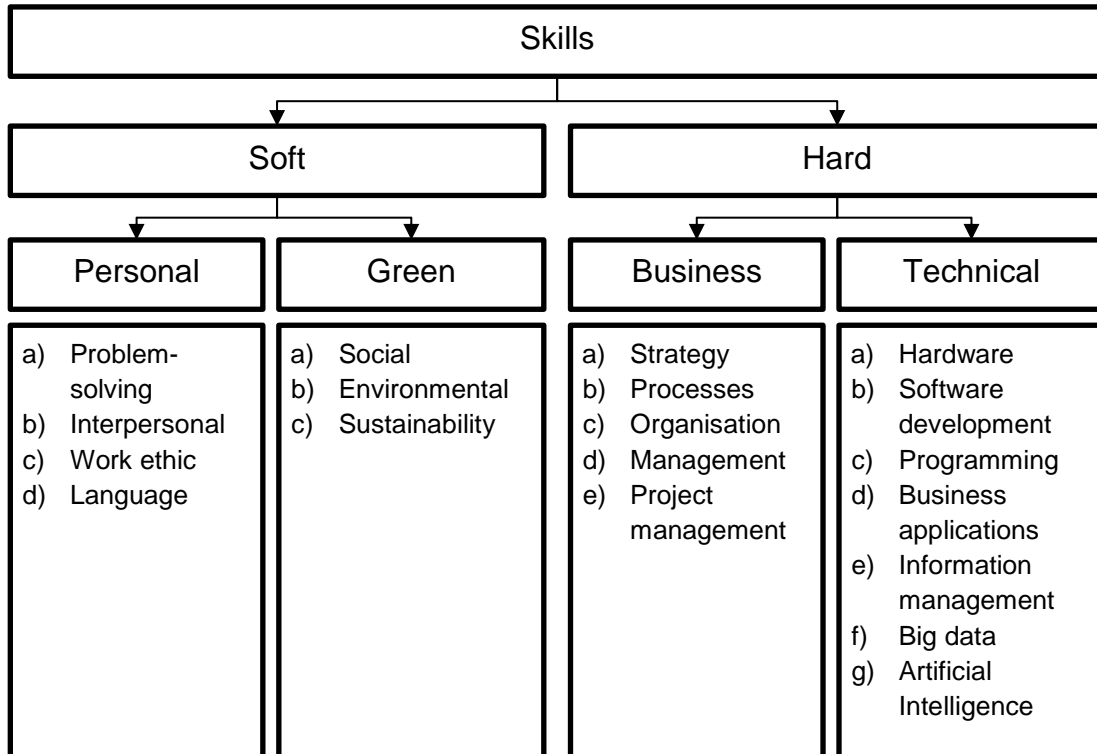 Skills
Soft
Hard
Personal
Green
Business
Technical
a) Problem-
solving
b) Interpersonal
c) Work ethic
d) Language
a) Social
b) Environmental
c) Sustainability
a) Strategy
b) Processes
c) Organisation
d) Management
e) Project
management
a) Hardware
b) Software
development
c) Programming
d) Business
applications
e) Information
management
f) Big data
g) Artificial
Intelligence